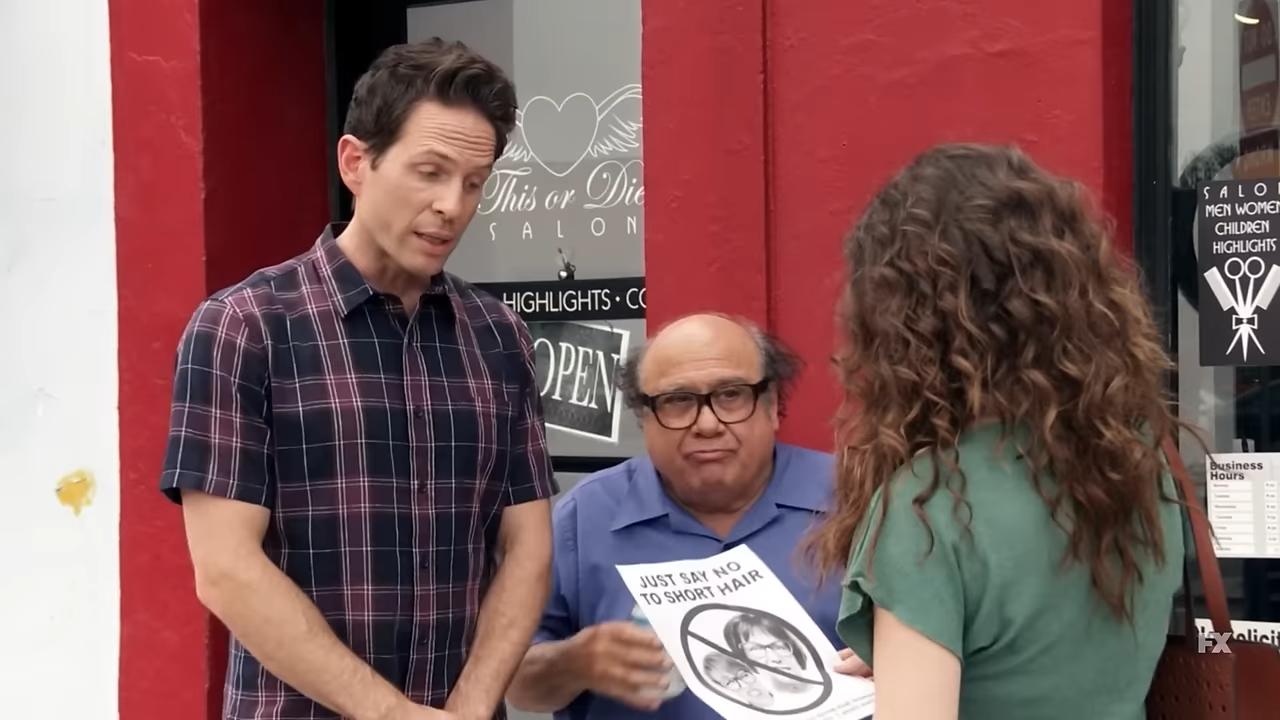 This or Die
SALON
HIGHLIGHTS · CO
OPEN
JUST SAY NO
TO SHORT HAIR
SALO
MEN WOMEN
CHILDREN
HIGHLIGHTS
Business
Hours
FX